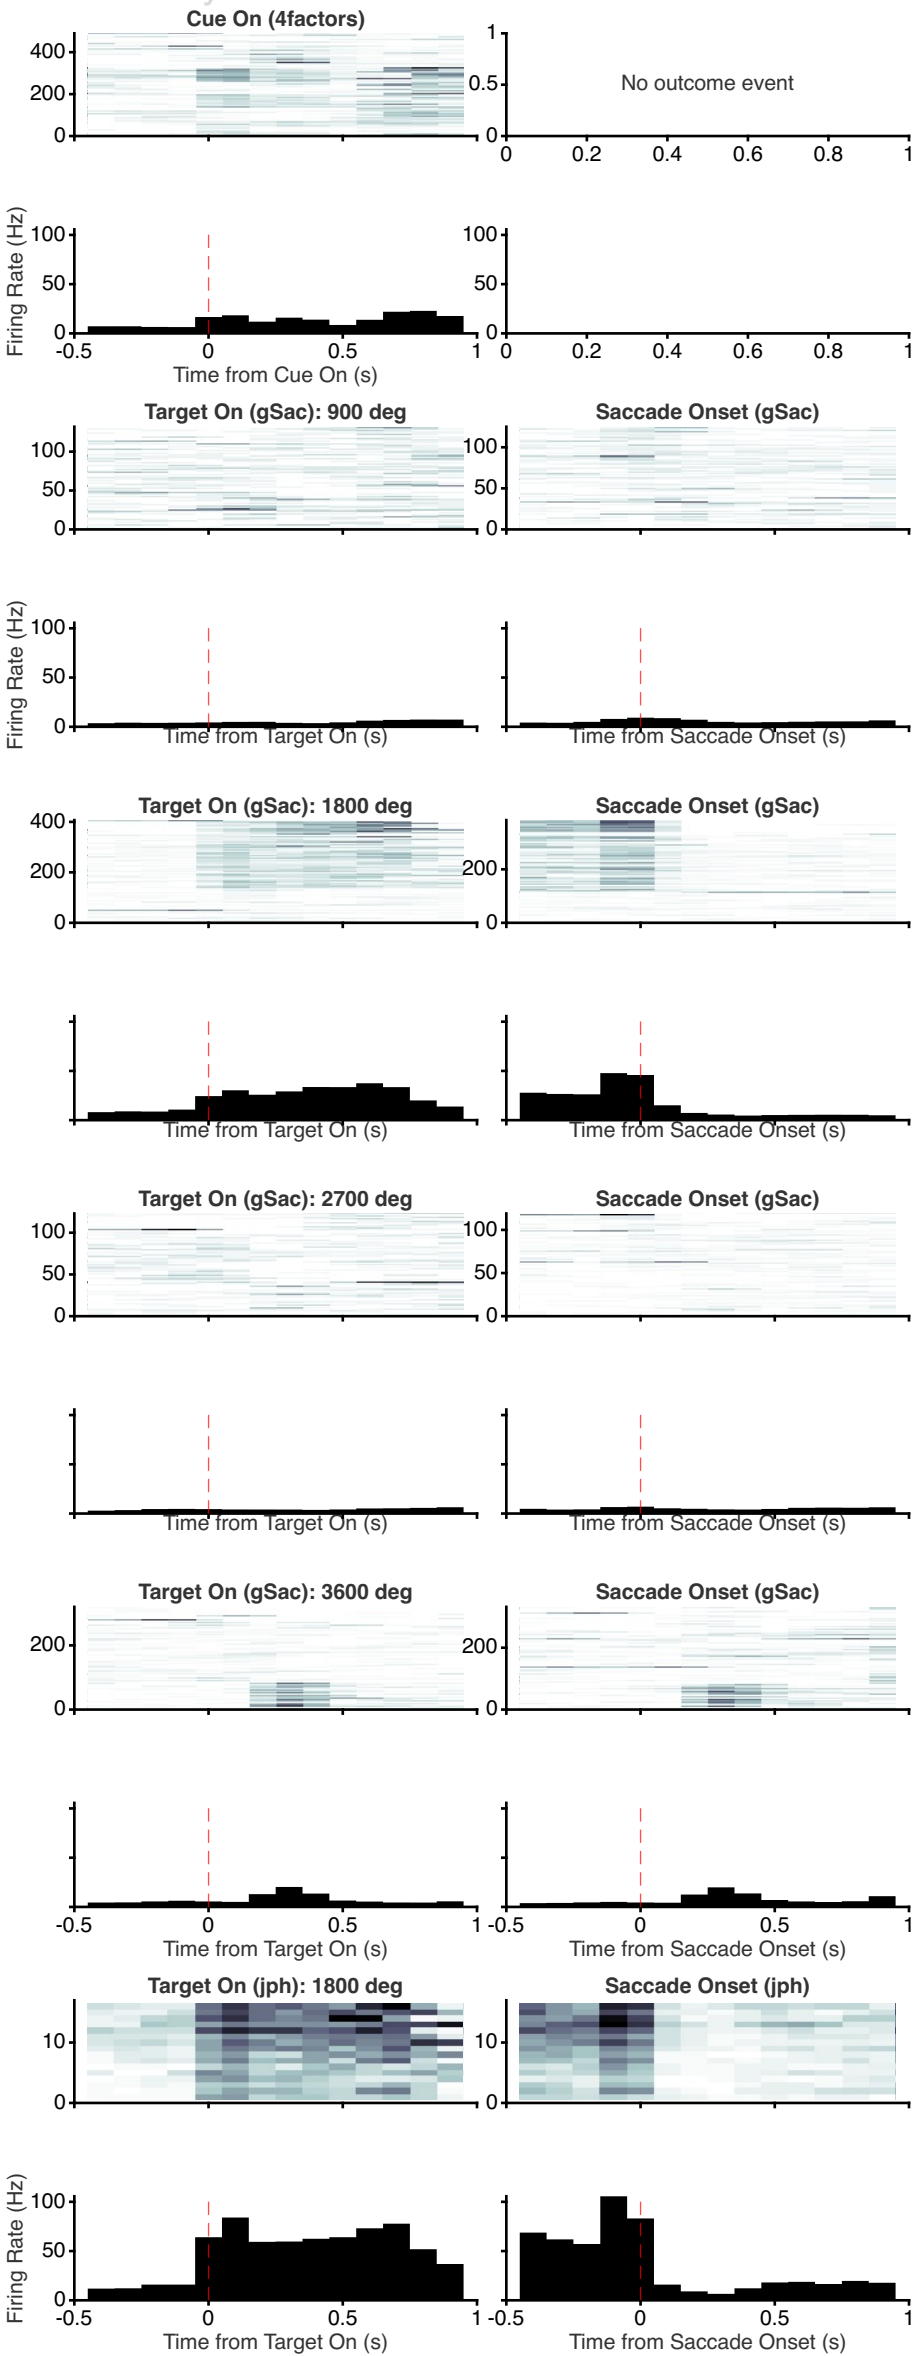 Cue On (4factors)
400
200
0
1
0.5
0
No outcome event
0 0.2 0.4 0.6 0.8 1
Firing Rate (Hz)
100
50
0
-0.5 0 0.5 1
Time from Cue On (s)
100
50
0
0 0.2 0.4 0.6 0.8 1
Target On (gSac): 900 deg
100
50
0
Saccade Onset (gSac)
100
50
0
Firing Rate (Hz)
100
50
0
Time from Target On (s)
Time from Saccade Onset (s)
Target On (gSac): 1800 deg
400
200
0
Saccade Onset (gSac)
200
0
Time from Target On (s)
Time from Saccade Onset (s)
Target On (gSac): 2700 deg
100
50
0
Saccade Onset (gSac)
100
50
0
Time from Target On (s)
Time from Saccade Onset (s)
Target On (gSac): 3600 deg
200
0
Saccade Onset (gSac)
200
0
-0.5 0 0.5 1
Time from Target On (s)
-0.5 0 0.5 1
Time from Saccade Onset (s)
Target On (jph): 1800 deg
10
0
Saccade Onset (jph)
10
0
Firing Rate (Hz)
100
50
0
-0.5 0 0.5 1
Time from Target On (s)
-0.5 0 0.5 1
Time from Saccade Onset (s)